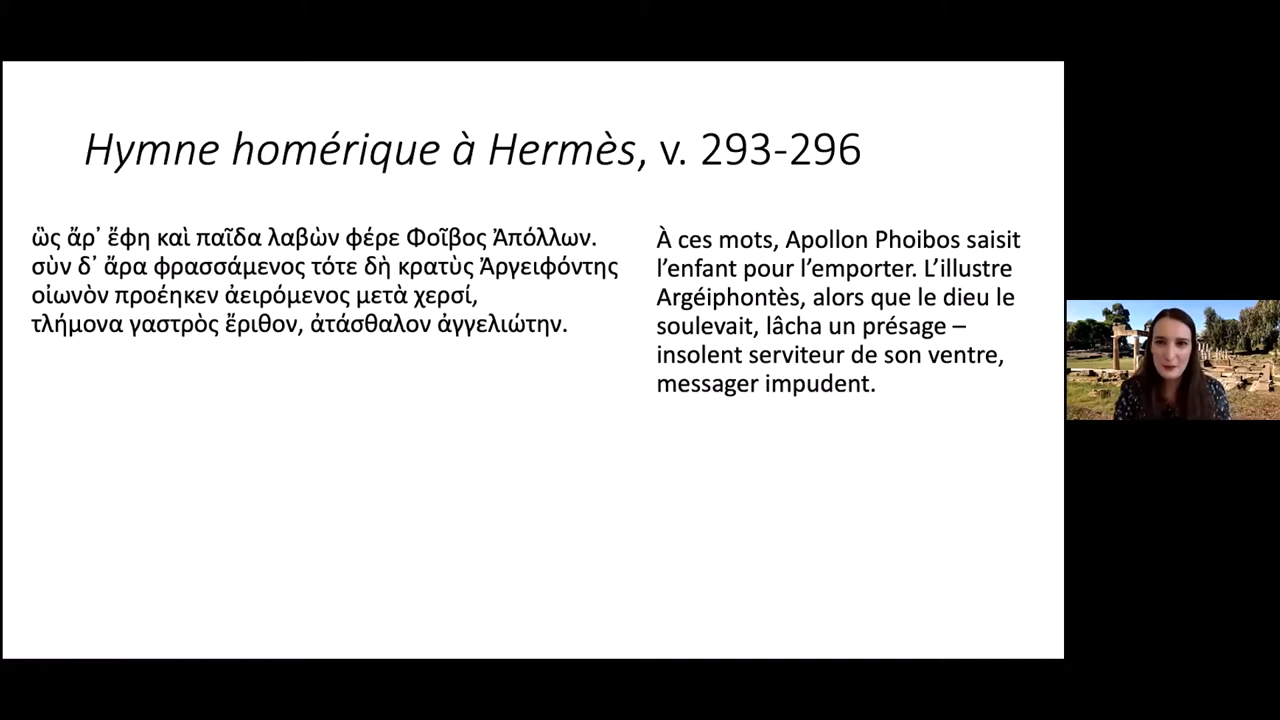 Hymne homérique à Hermès, v. 293-296
ὣς ἄρ᾽ ἔφη καὶ παῖδα λαβὼν φέρε Φοῖβος Ἀπόλλων.
σὺν δ᾽ ἄρα φρασσάμενος τότε δὴ κρατὺς Ἀργειφόντης
οἰωνὸν προέηκεν ἀειρόμενος μετὰ χερσί,
τλήμονα γαστρὸς ἔριθον, ἀτάσθαλον ἀγγελιώτην.
À ces mots, Apollon Phoibos saisit
l’enfant pour l’emporter. L’illustre
Argéiphontès, alors que le dieu le
soulevait, lâcha un présage –
insolent serviteur de son ventre,
messager impudent.